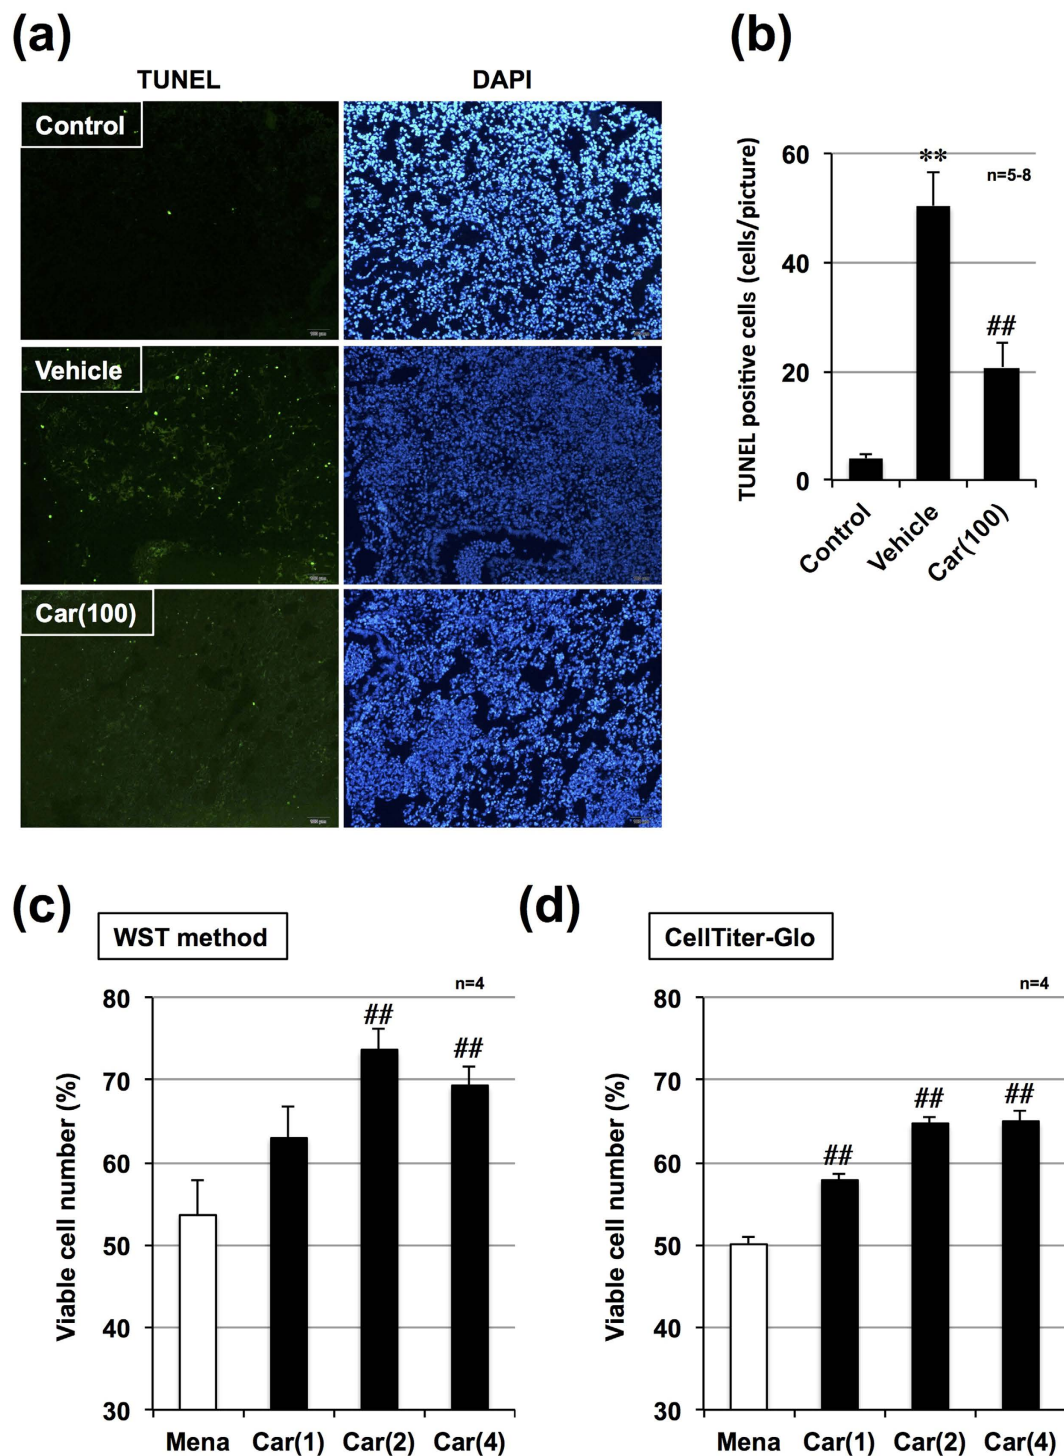 (a)
TUNEL
DAPI
Control
Vehicle
Car(100)
(b)
TUNEL positive cells (cells/picture)
60
40
20
0
**
##
n=5-8
Control
Vehicle
Car(100)
(c)
WST method
n=4
Viable cell number (%)
80
70
60
50
40
30
##
##
Mena Car(1) Car(2) Car(4)
(d)
CellTiter-Glo
n=4
Viable cell number (%)
80
70
60
50
40
30
##
##
##
Mena Car(1) Car(2) Car(4)